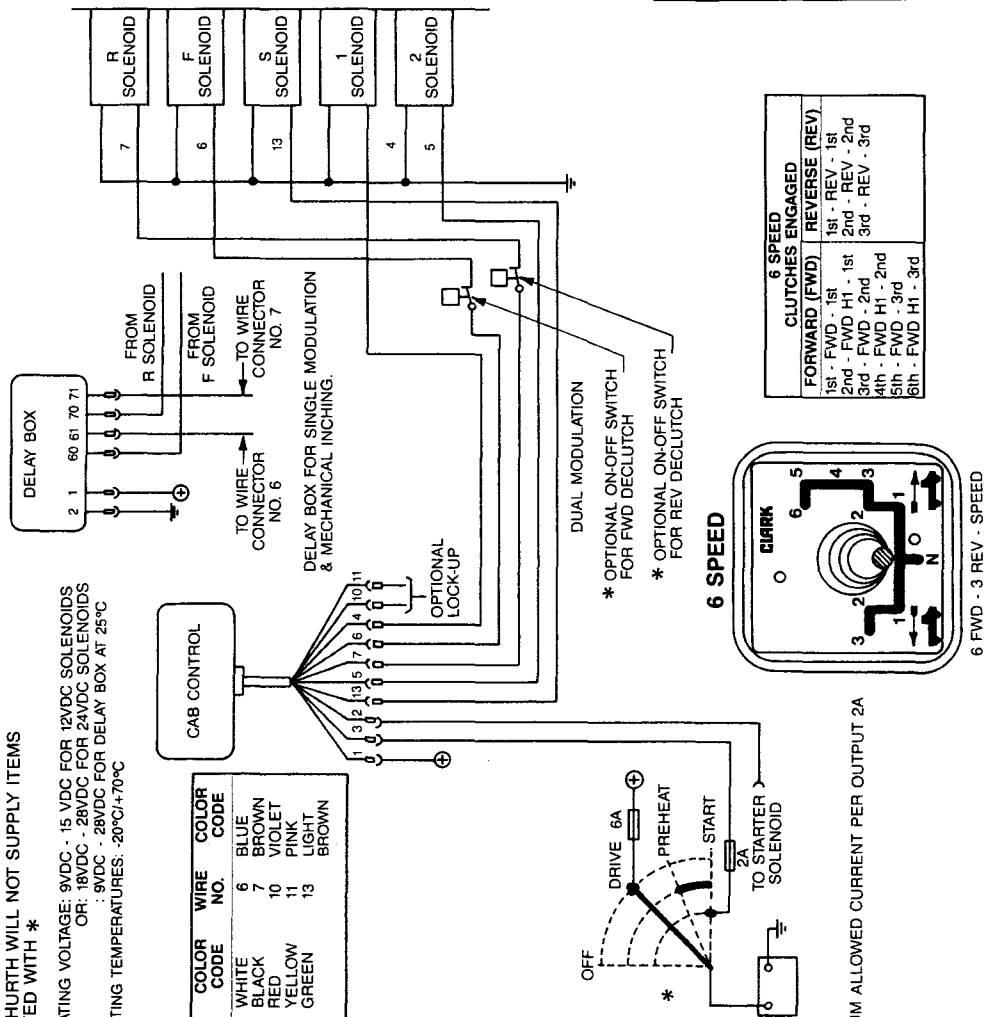 HURTH WILL NOT SUPPLY ITEMS
TED WITH *
ATING VOLTAGE: 9VDC - 15 VDC FOR 12VDC SOLENOIDS
OR: 18VDC - 28VDC FOR 24VDC SOLENOIDS
: 9VDC - 28VDC FOR DELAY BOX AT 25°C
TING TEMPERATURES: -20°C/+70°C
COLOR CODE WIRE NO. COLOR CODE
WHITE 6 BLUE
BLACK 7 BROWN
RED 10 VIOLET
YELLOW 11 PINK
GREEN 13 LIGHT BROWN
DELAY BOX
2 1 60 61 70 71
FROM
R SOLENOID
FROM
F SOLENOID
TO WIRE
CONNECTOR
NO. 6
TO WIRE
CONNECTOR
NO. 7
DELAY BOX FOR SINGLE MODULATION
& MECHANICAL INCHING.
R
SOLENOID
F
SOLENOID
S
SOLENOID
1
SOLENOID
2
SOLENOID
7
6
13
4
5
CAB CONTROL
1 3 2 13 5 7 6 4 10 11
OPTIONAL
LOCK-UP
DUAL MODULATION
* OPTIONAL ON-OFF SWITCH
FOR FWD DECLUTCH
* OPTIONAL ON-OFF SWITCH
FOR REV DECLUTCH
OFF
DRIVE 6A
PREHEAT
START
2A
TO STARTER
SOLENOID
*
UM ALLOWED CURRENT PER OUTPUT 2A
6 SPEED
CLARK
6 5
4
3 2 2 3
1 1
N
6 FWD - 3 REV - SPEED
6 SPEED
CLUTCHES ENGAGED
FORWARD (FWD) REVERSE (REV)
1st - FWD - 1st 1st - REV - 1st
2nd - FWD H1 - 1st 2nd - REV - 2nd
3rd - FWD - 2nd 3rd - REV - 3rd
4th - FWD H1 - 2nd
5th - FWD - 3rd
6th - FWD H1 - 3rd